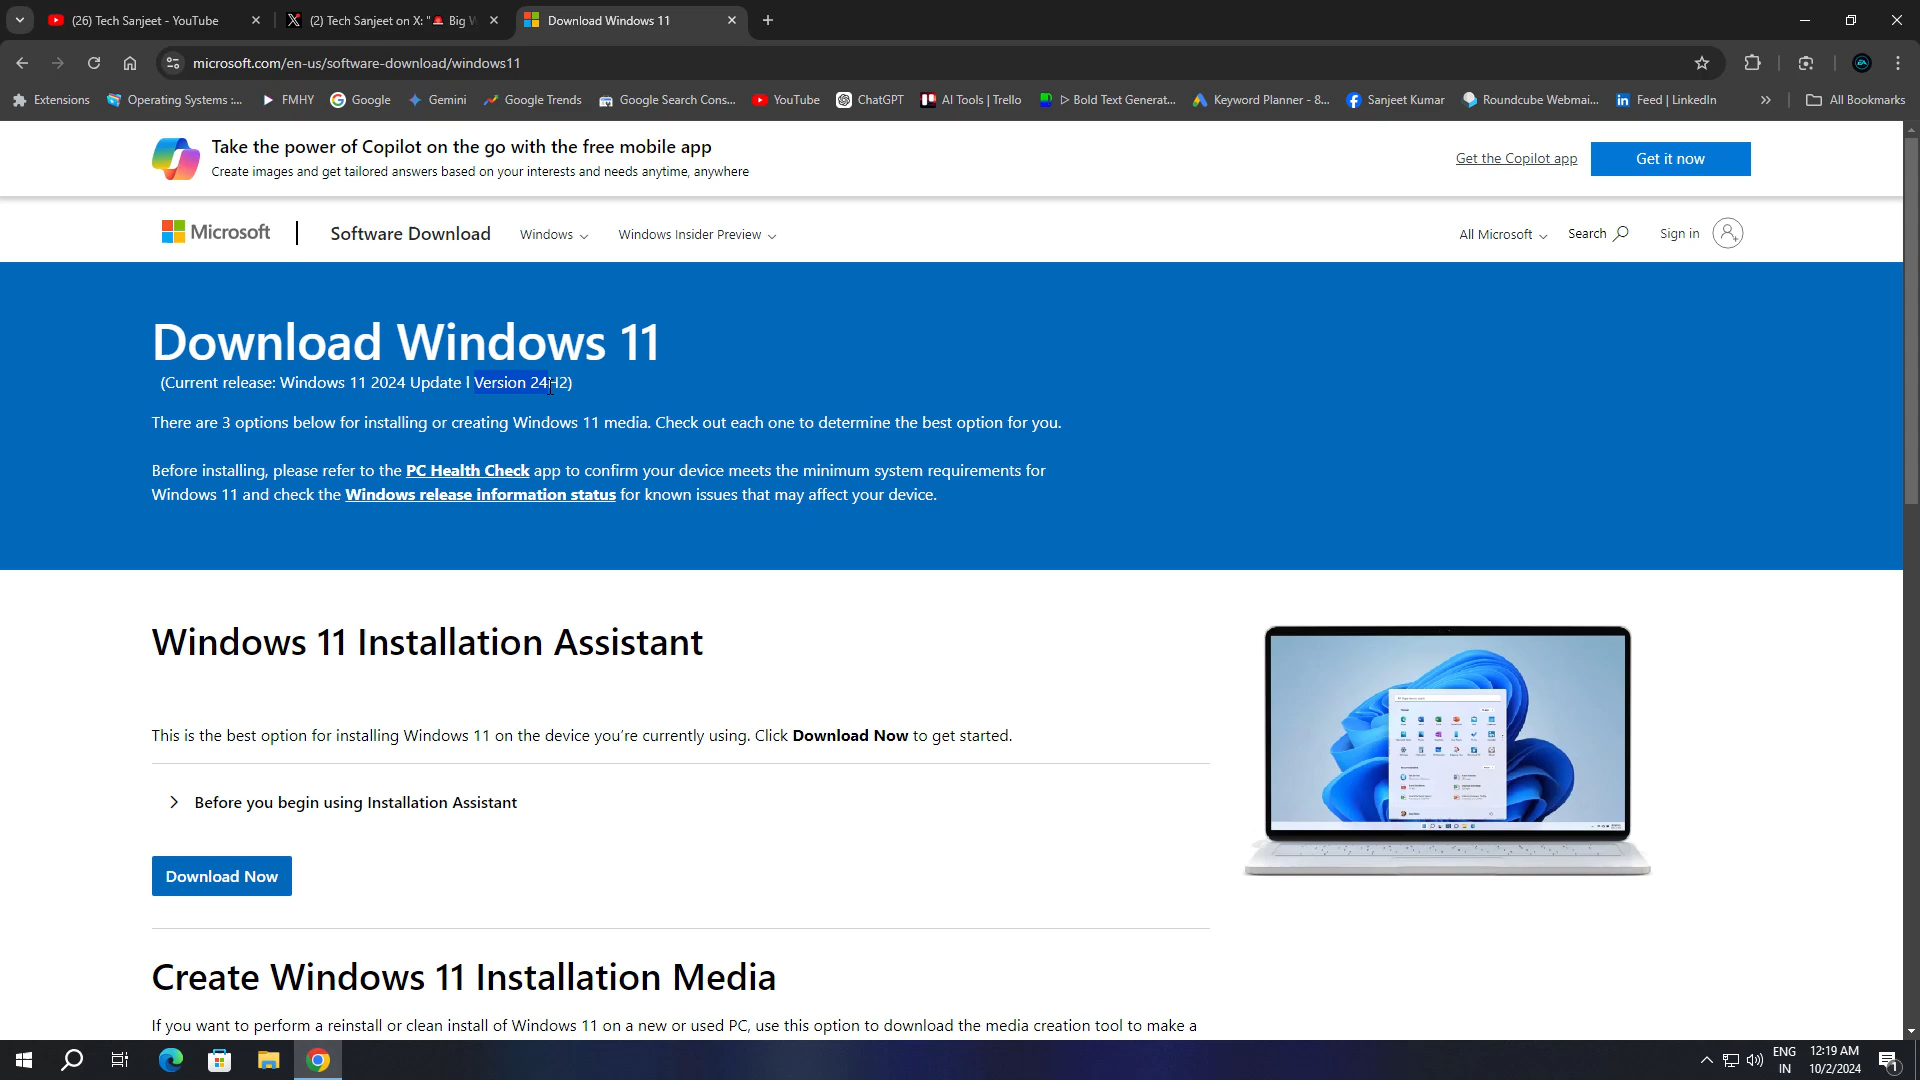 (26) Tech Sanjeet - YouTube
(2) Tech Sanjeet on X: "🚨 Big W
Download Windows 11
microsoft.com/en-us/software-download/windows11
Extensions
Operating Systems :...
FMHY
Google
Gemini
Google Trends
Google Search Cons...
YouTube
ChatGPT
AI Tools | Trello
▷ Bold Text Generat...
Keyword Planner - 8...
Sanjeet Kumar
Roundcube Webmai...
Feed | LinkedIn
»
All Bookmarks
Take the power of Copilot on the go with the free mobile app
Create images and get tailored answers based on your interests and needs anytime, anywhere
Get the Copilot app
Get it now
Microsoft
Software Download
Windows
Windows Insider Preview
All Microsoft
Search
Sign in
Download Windows 11
(Current release: Windows 11 2024 Update l Version 24H2)
There are 3 options below for installing or creating Windows 11 media. Check out each one to determine the best option for you.
Before installing, please refer to the PC Health Check app to confirm your device meets the minimum system requirements for
Windows 11 and check the Windows release information status for known issues that may affect your device.
Windows 11 Installation Assistant
This is the best option for installing Windows 11 on the device you're currently using. Click Download Now to get started.
Before you begin using Installation Assistant
Download Now
Create Windows 11 Installation Media
If you want to perform a reinstall or clean install of Windows 11 on a new or used PC, use this option to download the media creation tool to make a
ENG
IN
12:19 AM
10/2/2024
1